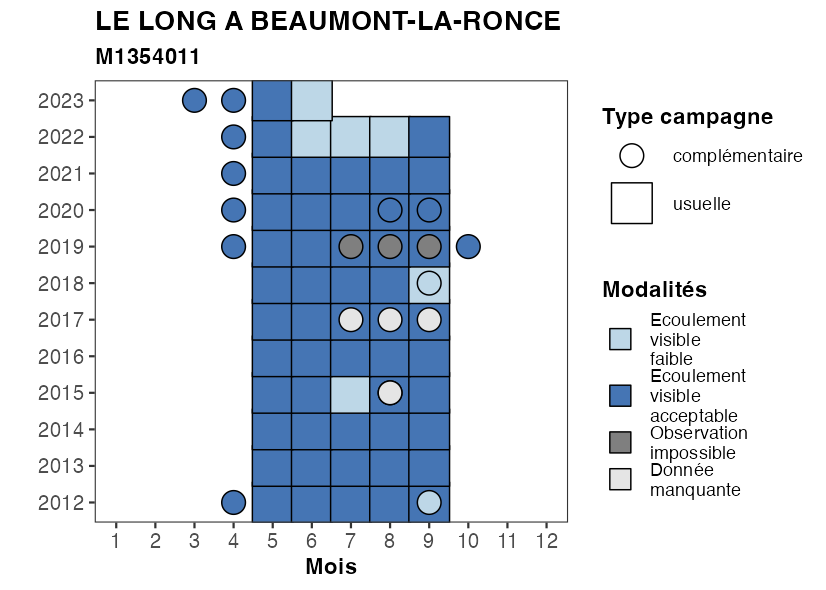 LE LONG A BEAUMONT-LA-RONCE
M1354011
2023
2022
2021
2020
2019
2018
2017
2016
2015
2014
2013
2012
1 2 3 4 5 6 7 8 9 10 11 12
Mois
Type campagne
complémentaire
usuelle
Modalités
Ecoulement
visible
faible
Ecoulement
visible
acceptable
Observation
impossible
Donnée
manquante